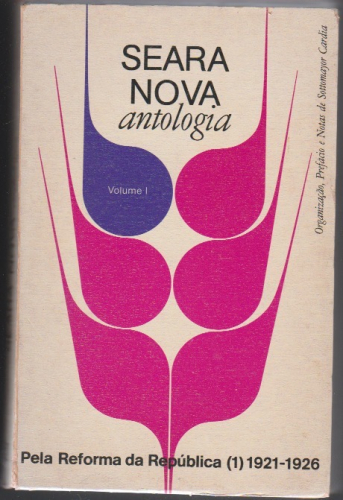 SEARA
NOVA
antologia
Volume I
Organização, Prefácio e Notas de Sottomayor Cardia
Pela Reforma da República (1) 1921-1926